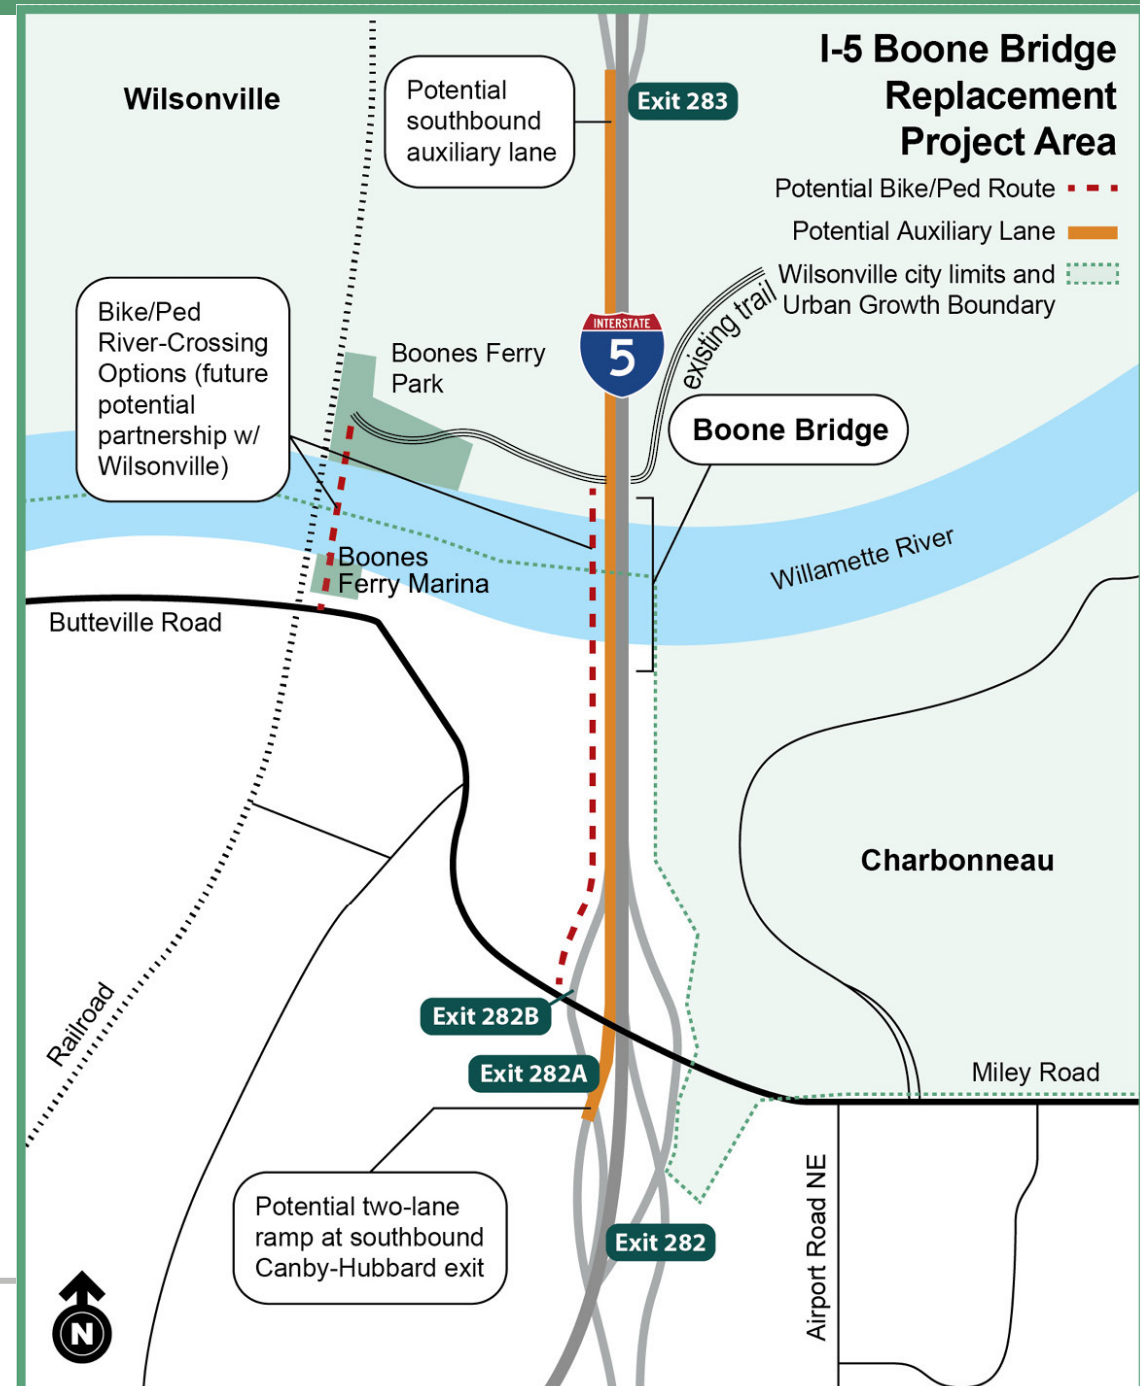 I-5 Boone Bridge
Replacement
Project Area
Potential Bike/Ped Route
Potential Auxiliary Lane
Wilsonville city limits and
Urban Growth Boundary
Wilsonville
Potential
southbound
auxiliary lane
Exit 283
Bike/Ped
River-Crossing
Options (future
potential
partnership w/
Wilsonville)
Boones Ferry
Park
INTERSTATE
5
existing trail
Boone Bridge
Willamette River
Boones
Ferry Marina
Butteville Road
Charbonneau
Railroad
Exit 282B
Exit 282A
Miley Road
Potential two-lane
ramp at southbound
Canby-Hubbard exit
Exit 282
Airport Road NE
N